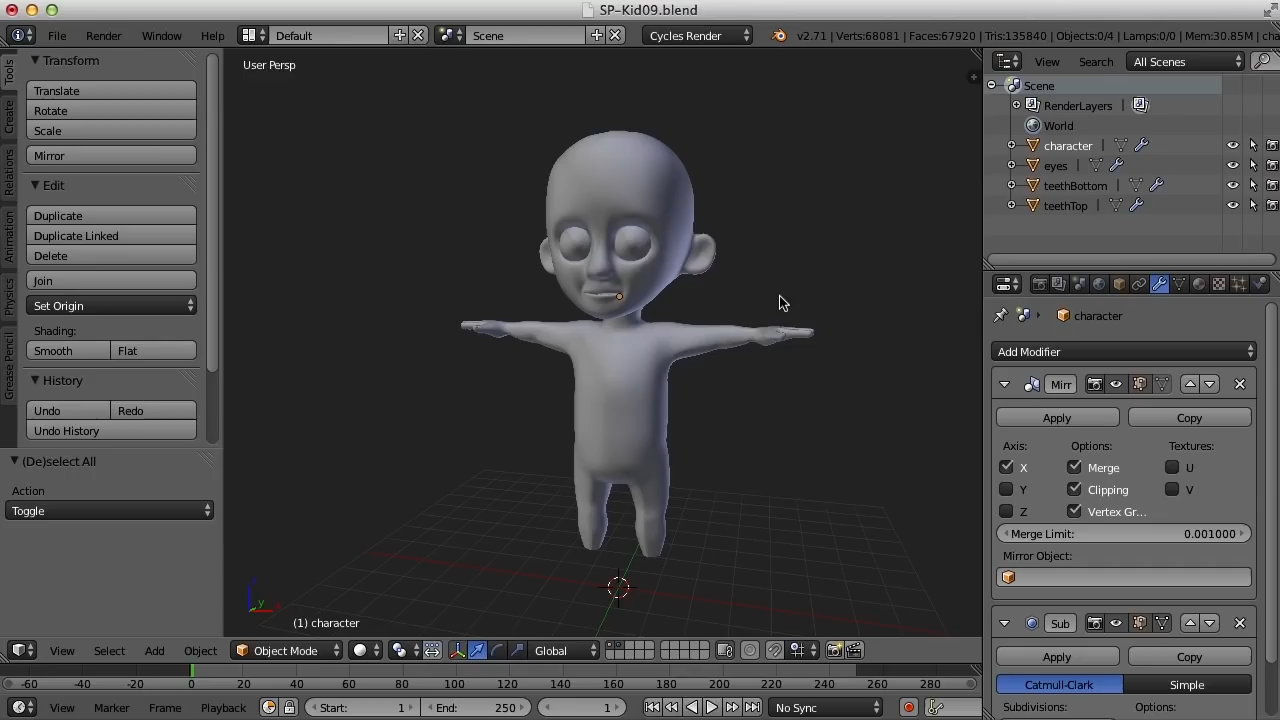 SP-Kid09.blend
File Render Window Help Default Scene Cycles Render v2.71 | Verts:68081 | Faces:67920 | Tris:135840 | Objects:0/4 | Lamps:0/0 | Mem:30.85M | cha
Tools
Create
Relations
Animation
Physics
Grease Pencil
Transform
Translate
Rotate
Scale
Mirror
Edit
Duplicate
Duplicate Linked
Delete
Join
Set Origin
Shading:
Smooth Flat
History
Undo Redo
Undo History
(De)select All
Action
Toggle
User Persp
y
(1) character
View Search All Scenes
Scene
RenderLayers
World
character
eyes
teethBottom
teethTop
character
Add Modifier
Mirr
Apply Copy
Axis: Options: Textures:
X Merge U
Y Clipping V
Z Vertex Gr...
Merge Limit: 0.001000
Mirror Object:
Sub
Apply Copy
Catmull-Clark Simple
Subdivisions: Options:
View Select Add Object Object Mode Global
-60 -40 -20 0 20 40 60 80 100 120 140 160 180 200 220 240 260 280
View Marker Frame Playback Start: 1 End: 250 1 No Sync